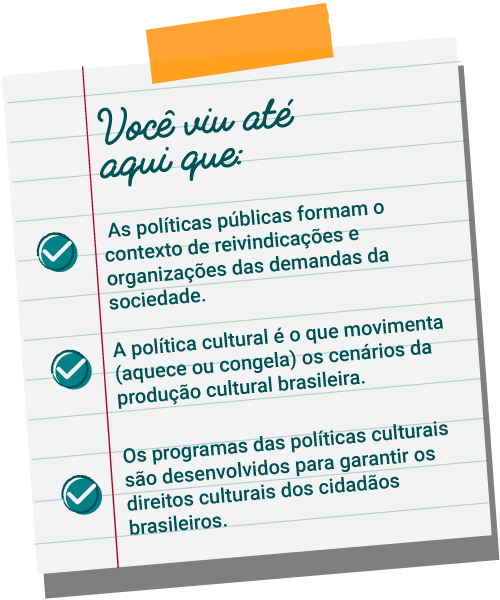 Você viu até
aqui que:
As políticas públicas formam o
contexto de reivindicações e
organizações das demandas da
sociedade.
A política cultural é o que movimenta
(aquece ou congela) os cenários da
produção cultural brasileira.
Os programas das políticas culturais
são desenvolvidos para garantir os
direitos culturais dos cidadãos
brasileiros.